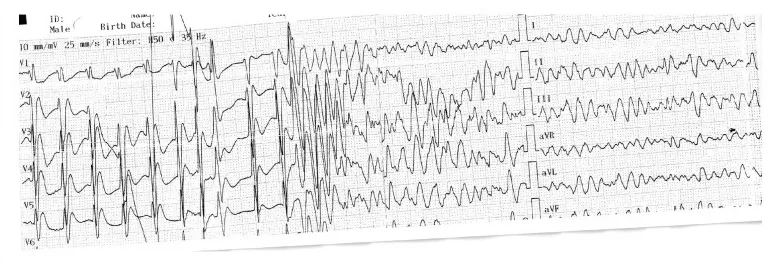 ID:
Male
Birth Date:
10 mm/mV 25 mm/s Filter: H50 d 35 Hz
V1
V2
V3
V4
V5
V6
I
II
III
aVR
aVL
aVF